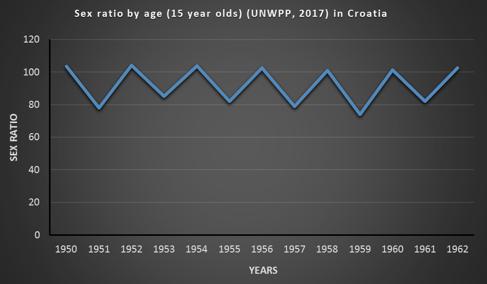 Sex ratio by age (15 year olds) (UNWPP, 2017) in Croatia
120
100
80
60
40
20
0
SEX RATIO
1950 1951 1952 1953 1954 1955 1956 1957 1958 1959 1960 1961 1962
YEARS